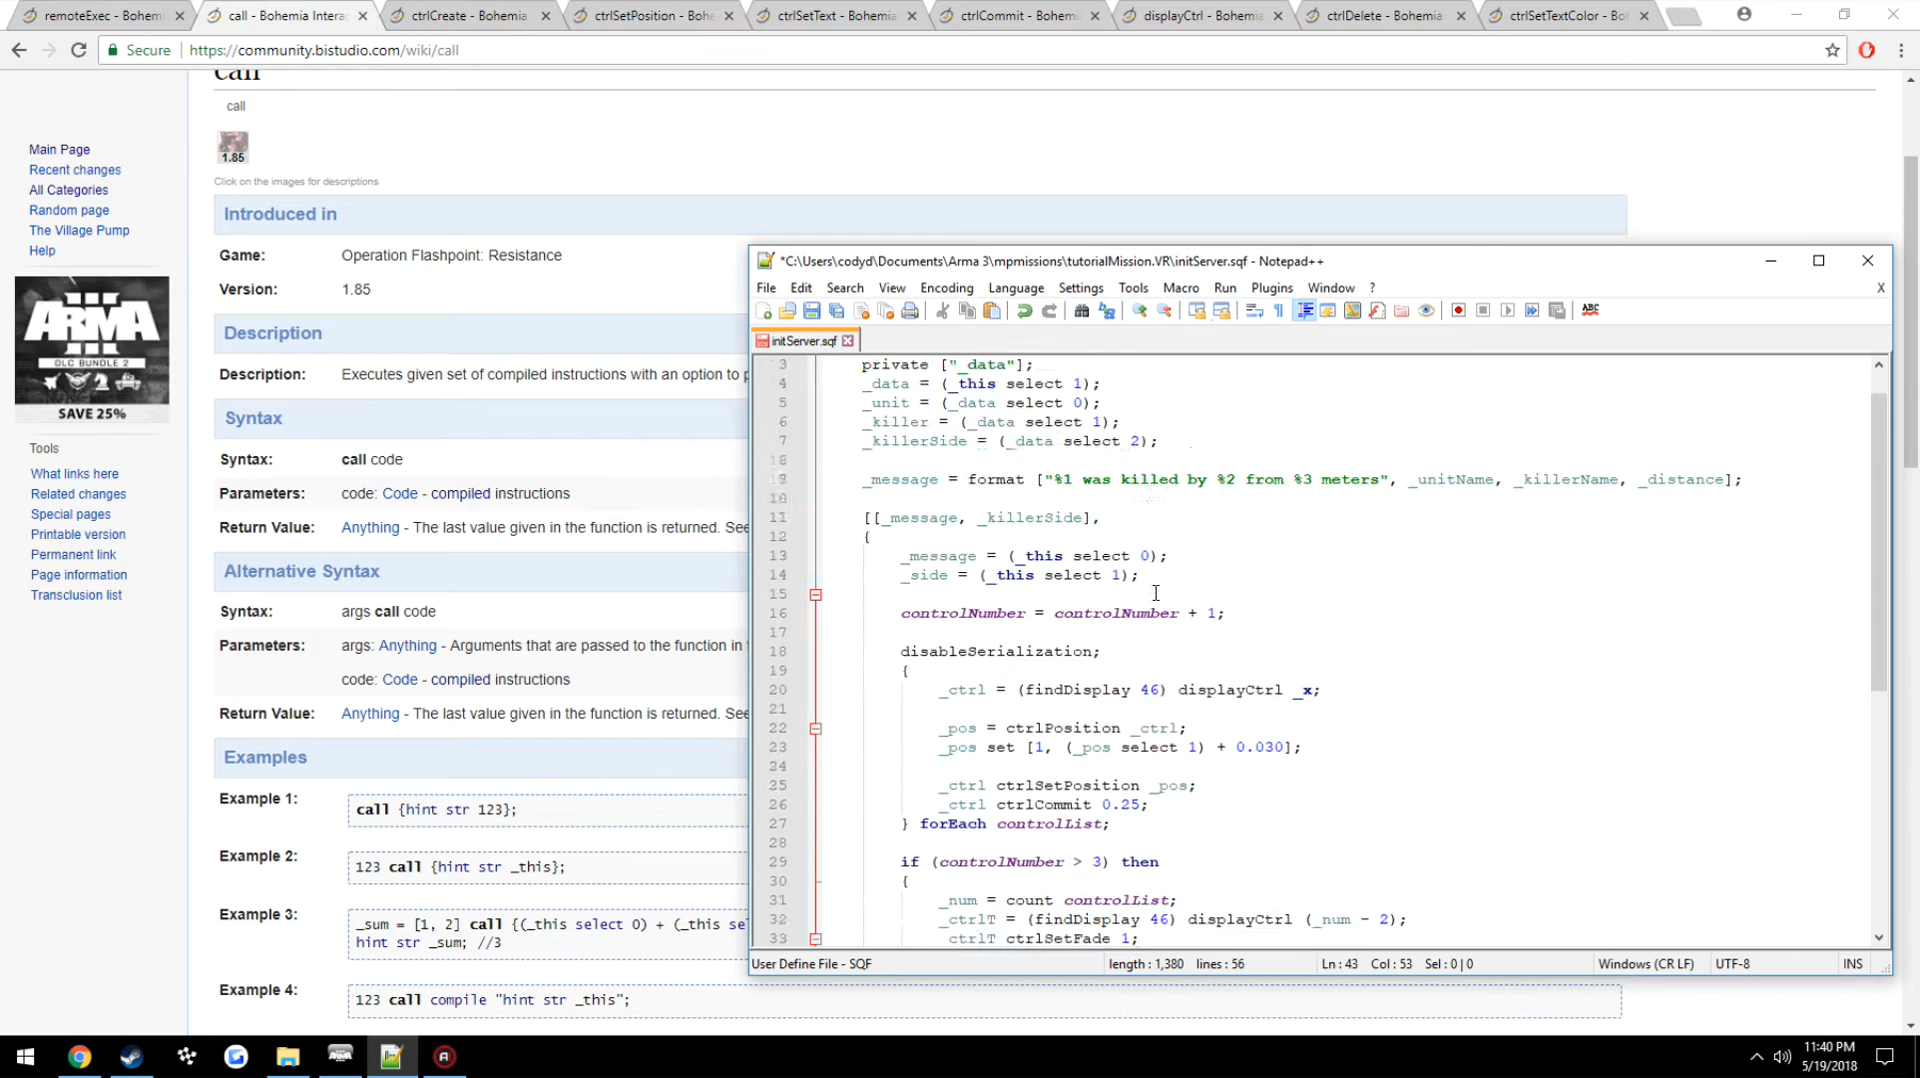 remoteExec - Bohem
call - Bohemia Interac
ctrlCreate - Bohemia
ctrlSetPosition - Bo
ctrlSetText - Bohemia
ctrlCommit - Bohemi
displayCtrl - Bohemia
ctrlDelete - Bohemia
ctrlSetTextColor - Bo
Secure
https://community.bistudio.com/wiki/call
call
call
1.85
Click on the images for descriptions
Main Page
Recent changes
All Categories
Random page
The Village Pump
Help
ARMA
III
DLC BUNDLE 2
SAVE 25%
Tools
What links here
Related changes
Special pages
Printable version
Permanent link
Page information
Transclusion list
Introduced in
Game: Operation Flashpoint: Resistance
Version: 1.85
Description
Description: Executes given set of compiled instructions with an option to p
Syntax
Syntax: call code
Parameters: code: Code - compiled instructions
Return Value: Anything - The last value given in the function is returned. See
Alternative Syntax
Syntax: args call code
Parameters: args: Anything - Arguments that are passed to the function in
code: Code - compiled instructions
Return Value: Anything - The last value given in the function is returned. See
Examples
Example 1: call {hint str 123};
Example 2: 123 call {hint str _this};
Example 3: _sum = [1, 2] call {(_this select 0) + (_this se
hint str _sum; //3
Example 4: 123 call compile "hint str _this";
*C:\Users\codyd\Documents\Arma 3\mpmissions\tutorialMission.VR\initServer.sqf - Notepad++
File Edit Search View Encoding Language Settings Tools Macro Run Plugins Window ? X
initServer.sqf
3 private ["_data"];
4 _data = (_this select 1);
5 _unit = (_data select 0);
6 _killer = (_data select 1);
7 _killerSide = (_data select 2);
_message = format ["%1 was killed by %2 from %3 meters", _unitName, _killerName, _distance];
10
11 [[_message, _killerSide],
12 {
13 _message = (_this select 0);
14 _side = (_this select 1);
15
16 controlNumber = controlNumber + 1;
17
18 disableSerialization;
19 {
20 _ctrl = (findDisplay 46) displayCtrl _x;
21
22 _pos = ctrlPosition _ctrl;
23 _pos set [1, (_pos select 1) + 0.030];
24
25 _ctrl ctrlSetPosition _pos;
26 _ctrl ctrlCommit 0.25;
27 } forEach controlList;
28
29 if (controlNumber > 3) then
30 {
31 _num = count controlList;
32 _ctrlT = (findDisplay 46) displayCtrl (_num - 2);
33 _ctrlT ctrlSetFade 1;
User Define File - SQF
length : 1,380 lines : 56
Ln : 43 Col : 53 Sel : 0 | 0
Windows (CR LF)
UTF-8
INS
11:40 PM
5/19/2018